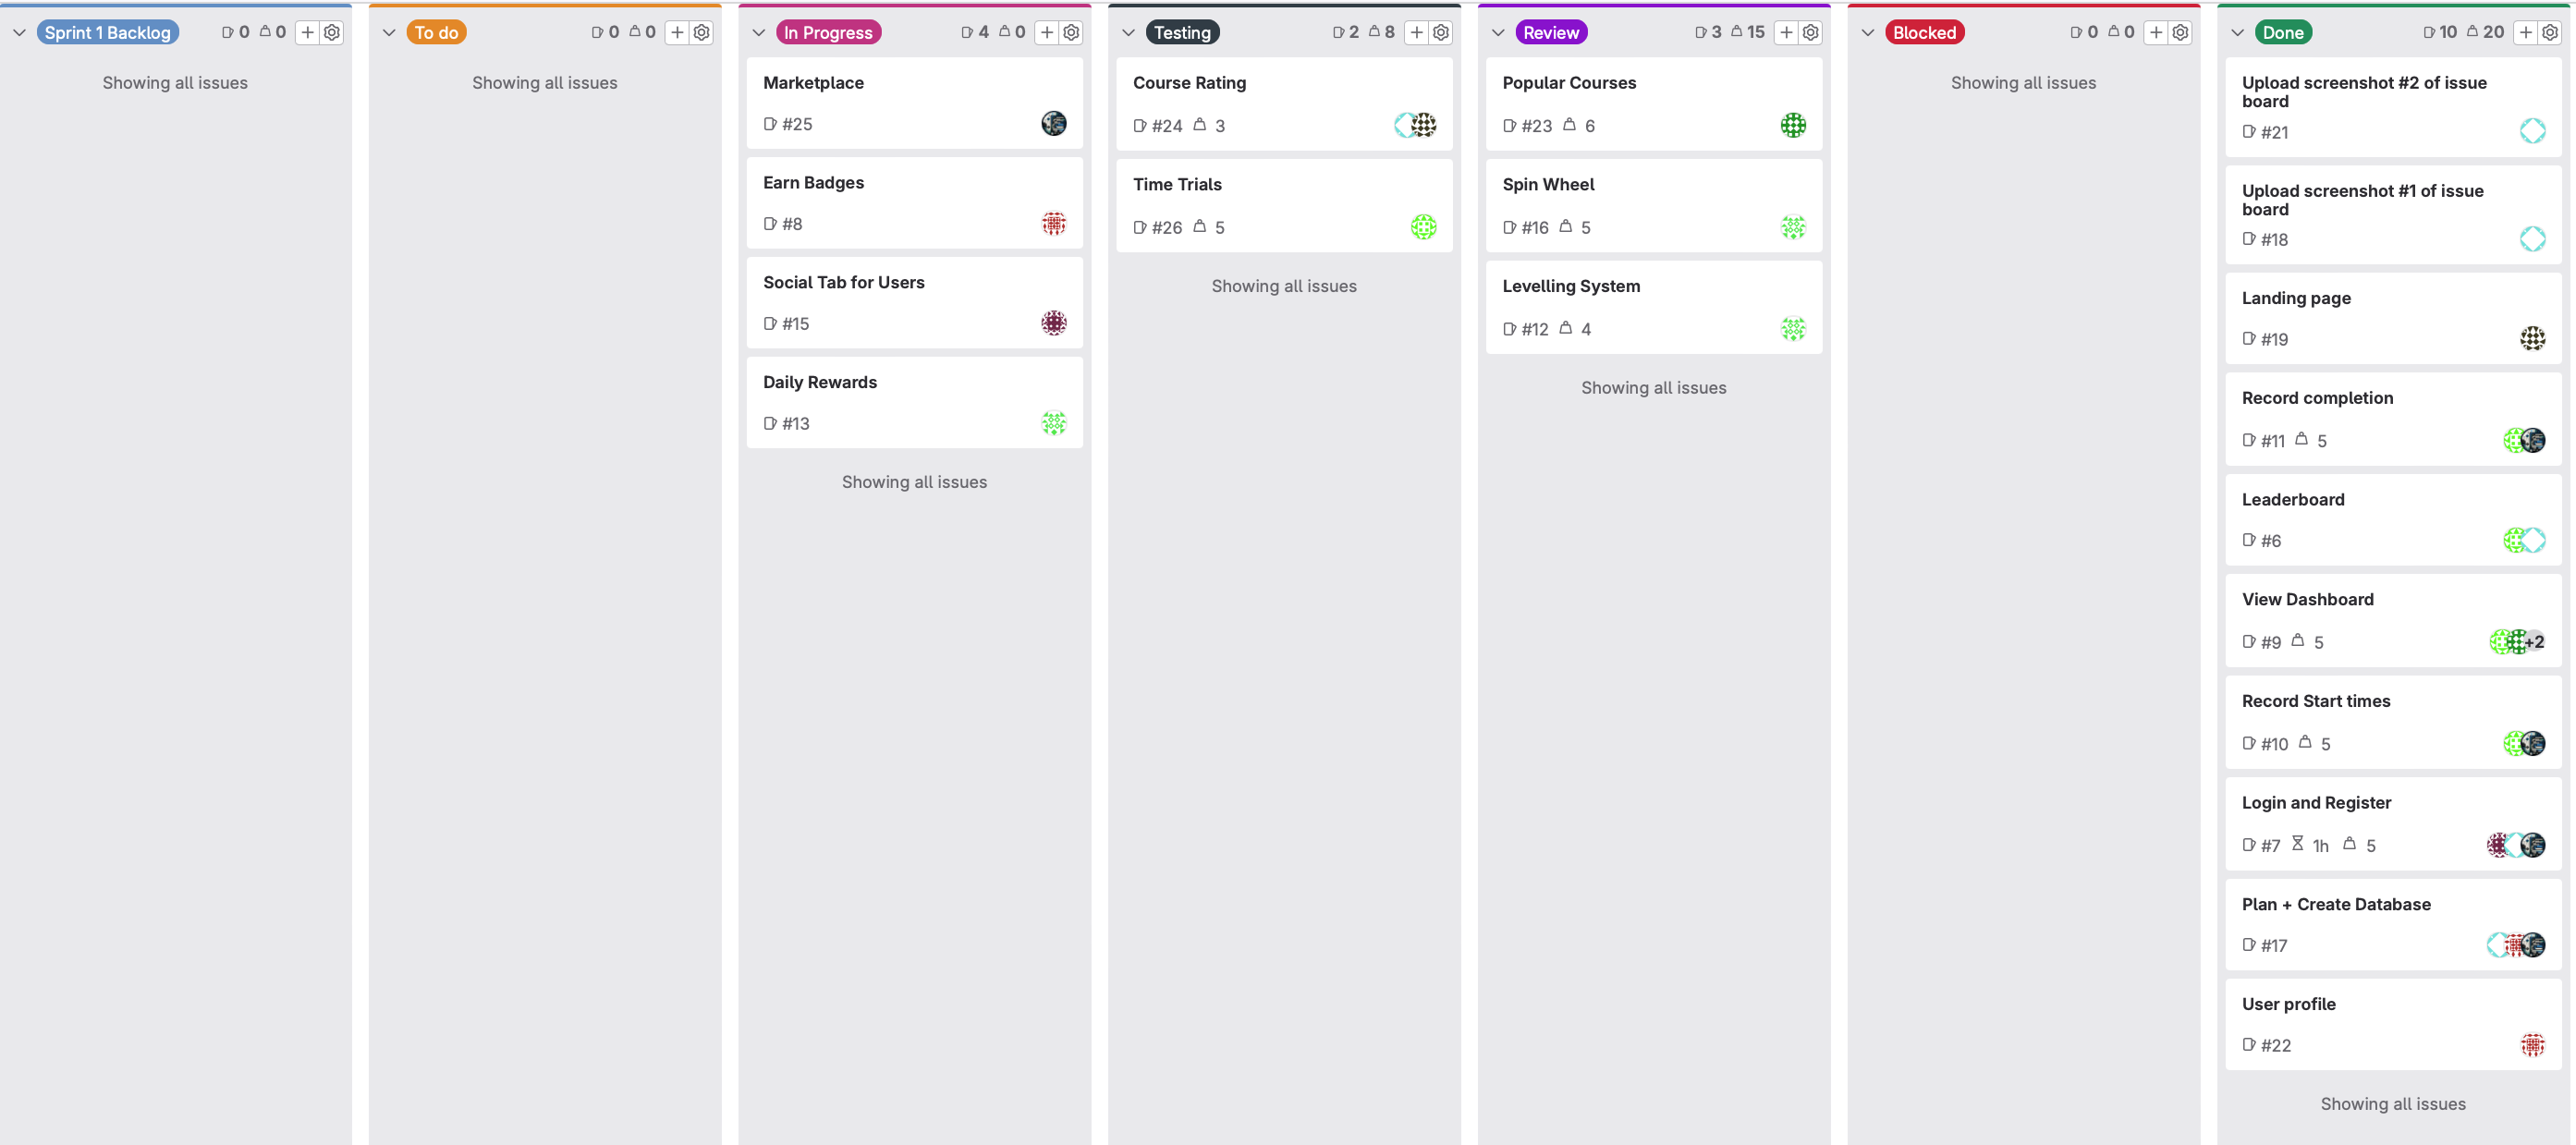 Sprint 1 Backlog 0 0
Showing all issues
To do 0 0
Showing all issues
In Progress 4 0
Marketplace
#25
Earn Badges
#8
Social Tab for Users
#15
Daily Rewards
#13
Showing all issues
Testing 2 8
Course Rating
#24 3
Time Trials
#26 5
Showing all issues
Review 3 15
Popular Courses
#23 6
Spin Wheel
#16 5
Levelling System
#12 4
Showing all issues
Blocked 0 0
Showing all issues
Done 10 20
Upload screenshot #2 of issue
board
#21
Upload screenshot #1 of issue
board
#18
Landing page
#19
Record completion
#11 5
Leaderboard
#6
View Dashboard
#9 5 +2
Record Start times
#10 5
Login and Register
#7 1h 5
Plan + Create Database
#17
User profile
#22
Showing all issues